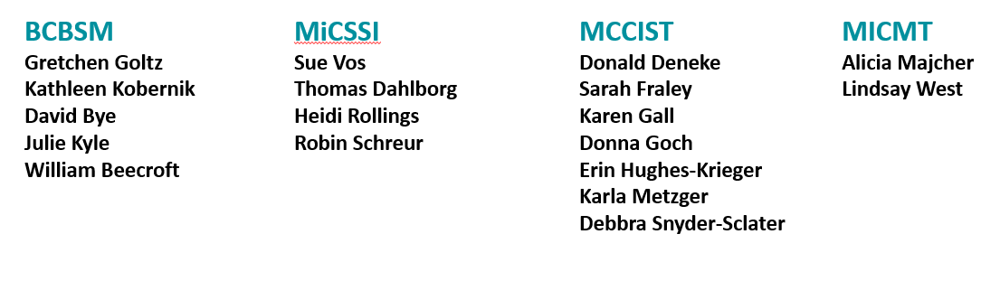 BCBSM
Gretchen Goltz
Kathleen Kobernik
David Bye
Julie Kyle
William Beecroft
MiCSSI
Sue Vos
Thomas Dahlborg
Heidi Rollings
Robin Schreur
MCCIST
Donald Deneke
Sarah Fraley
Karen Gall
Donna Goch
Erin Hughes-Krieger
Karla Metzger
Debbra Snyder-Sclater
MICMT
Alicia Majcher
Lindsay West